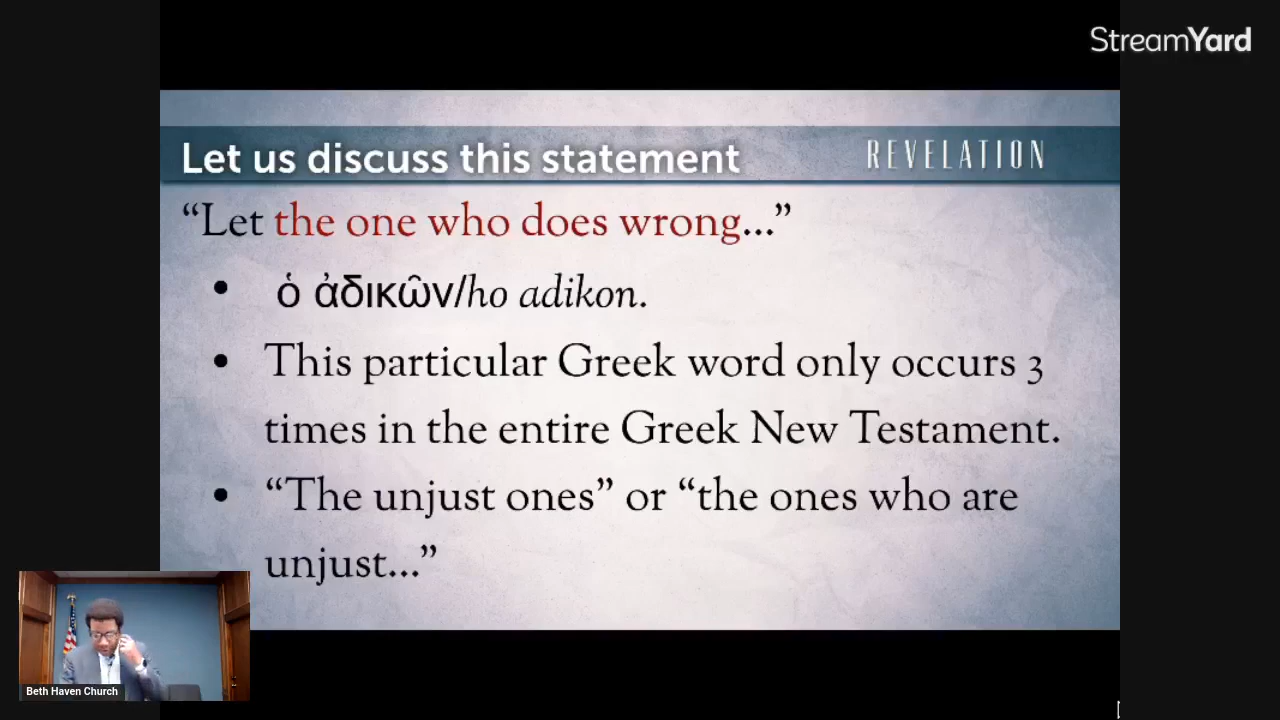 StreamYard
Let us discuss this statement
REVELATION
“Let the one who does wrong...”
• ὁ ἀδικῶν/ho adikon.
• This particular Greek word only occurs 3
times in the entire Greek New Testament.
• “The unjust ones” or “the ones who are
unjust...”
Beth Haven Church